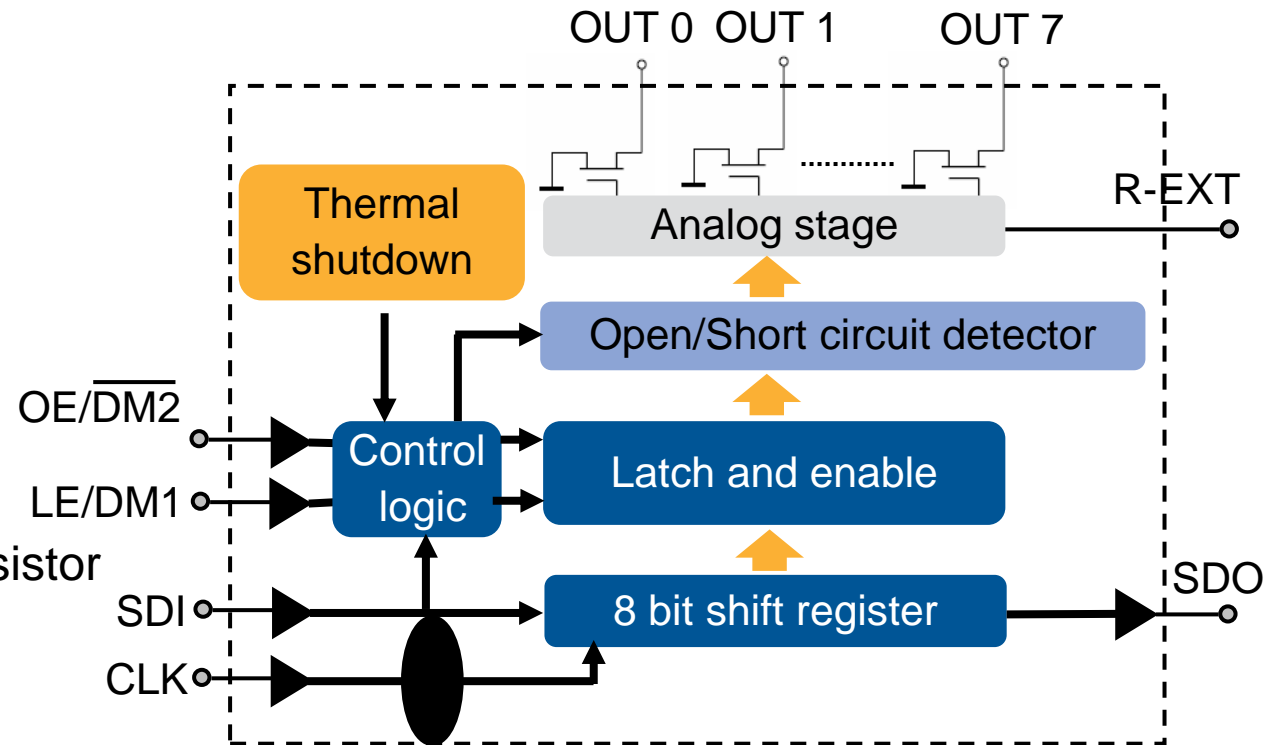 OUT 0 OUT 1 OUT 7
R-EXT
Thermal
shutdown
Analog stage
Open/Short circuit detector
OE/D̅M̅2̅
Control
logic
Latch and enable
LE/DM1
sistor
SDI
8 bit shift register
SDO
CLK